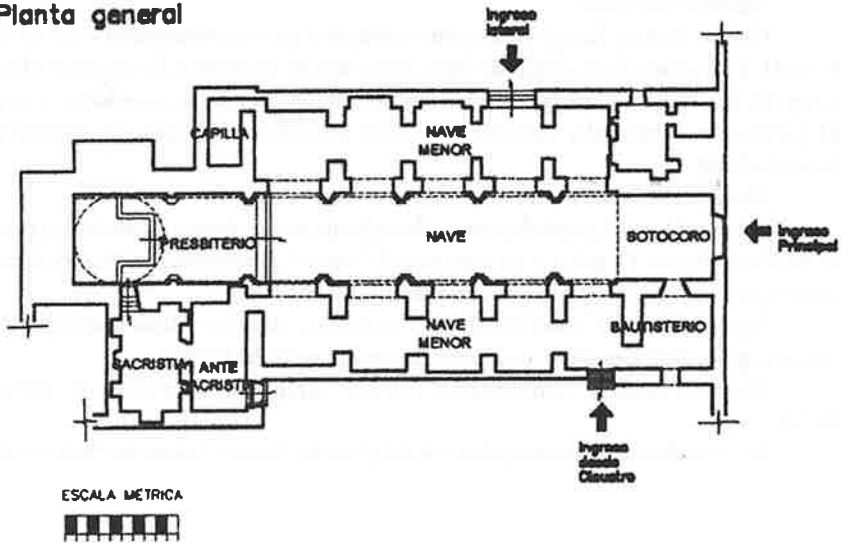 Planta general
Ingreso
lateral
CAPILLA
NAVE
MENOR
PRESBITERIO
NAVE
SOTOCORO
Ingreso
Principal
NAVE
MENOR
BAUTISTERIO
SACRISTIA
ANTE
SACRISTIA
Ingreso
desde
Claustro
ESCALA METRICA